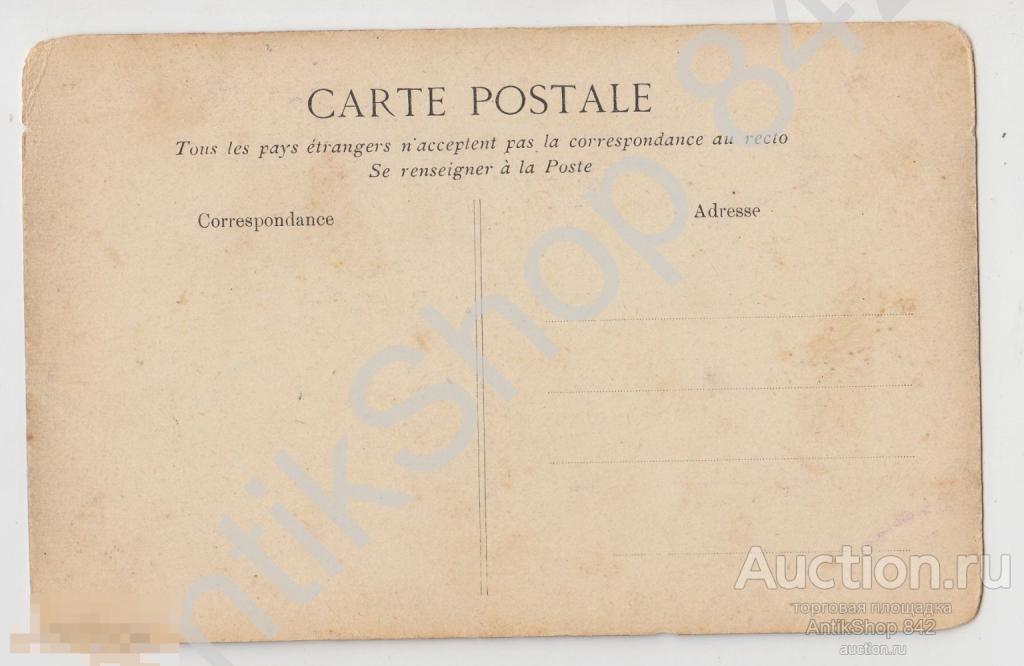 CARTE POSTALE
Tous les pays étrangers n'acceptent pas la correspondance au recto
Se renseigner à la Poste
Correspondance
Adresse
AntikShop 842
Auction.ru
торговая площадка
AntikShop 842
auction.ru